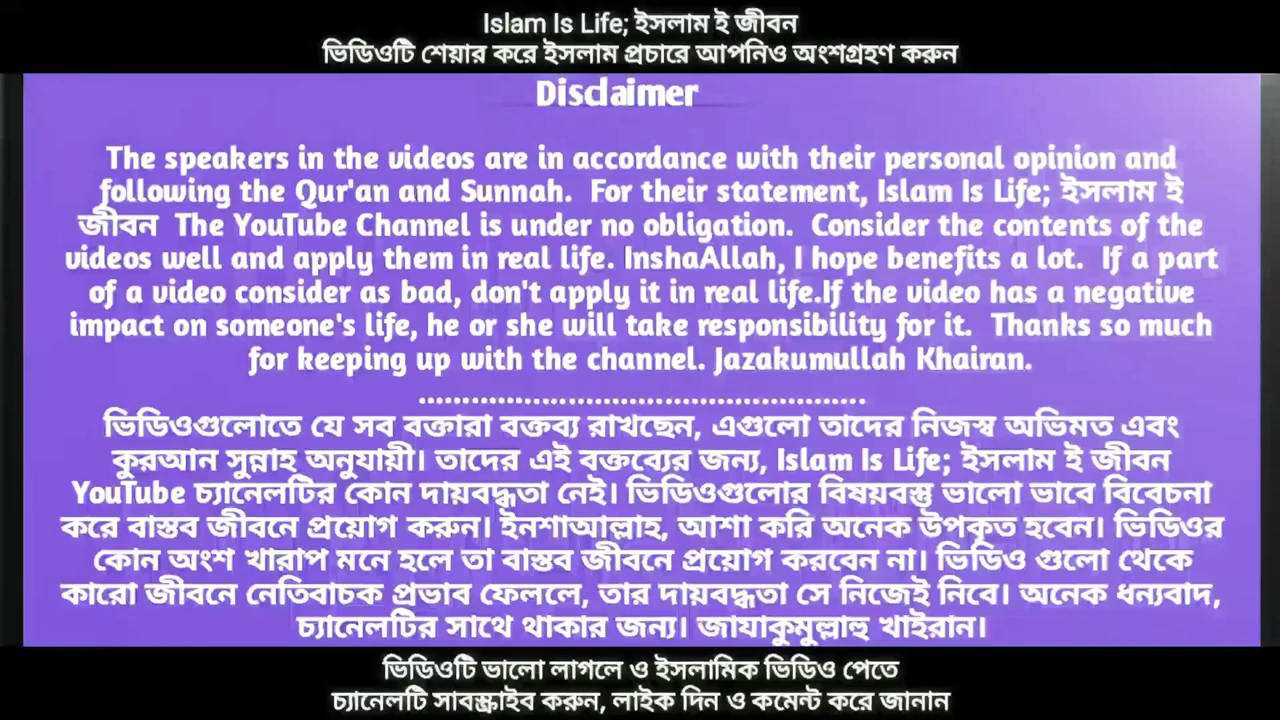 Islam Is Life; ইসলাম ই জীবন
ভিডিওটি শেয়ার করে ইসলাম প্রচারে আপনিও অংশগ্রহণ করুন
Disclaimer
The speakers in the videos are in accordance with their personal opinion and
following the Qur'an and Sunnah. For their statement, Islam Is Life; ইসলাম ই
জীবন The YouTube Channel is under no obligation. Consider the contents of the
videos well and apply them in real life. InshaAllah, I hope benefits a lot. If a part
of a video consider as bad, don't apply it in real life.If the video has a negative
impact on someone's life, he or she will take responsibility for it. Thanks so much
for keeping up with the channel. Jazakumullah Khairan.
....................................................
ভিডিওগুলোতে যে সব বক্তারা বক্তব্য রাখছেন, এগুলো তাদের নিজস্ব অভিমত এবং
কুরআন সুন্নাহ অনুযায়ী। তাদের এই বক্তব্যের জন্য, Islam Is Life; ইসলাম ই জীবন
YouTube চ্যানেলটির কোন দায়বদ্ধতা নেই। ভিডিওগুলোর বিষয়বস্তু ভালো ভাবে বিবেচনা
করে বাস্তব জীবনে প্রয়োগ করুন। ইনশাআল্লাহ, আশা করি অনেক উপকৃত হবেন। ভিডিওর
কোন অংশ খারাপ মনে হলে তা বাস্তব জীবনে প্রয়োগ করবেন না। ভিডিও গুলো থেকে
কারো জীবনে নেতিবাচক প্রভাব ফেললে, তার দায়বদ্ধতা সে নিজেই নিবে। অনেক ধন্যবাদ,
চ্যানেলটির সাথে থাকার জন্য। জাযাকুমুল্লাহু খাইরান।
ভিডিওটি ভালো লাগলে ও ইসলামিক ভিডিও পেতে
চ্যানেলটি সাবস্ক্রাইব করুন, লাইক দিন ও কমেন্ট করে জানান